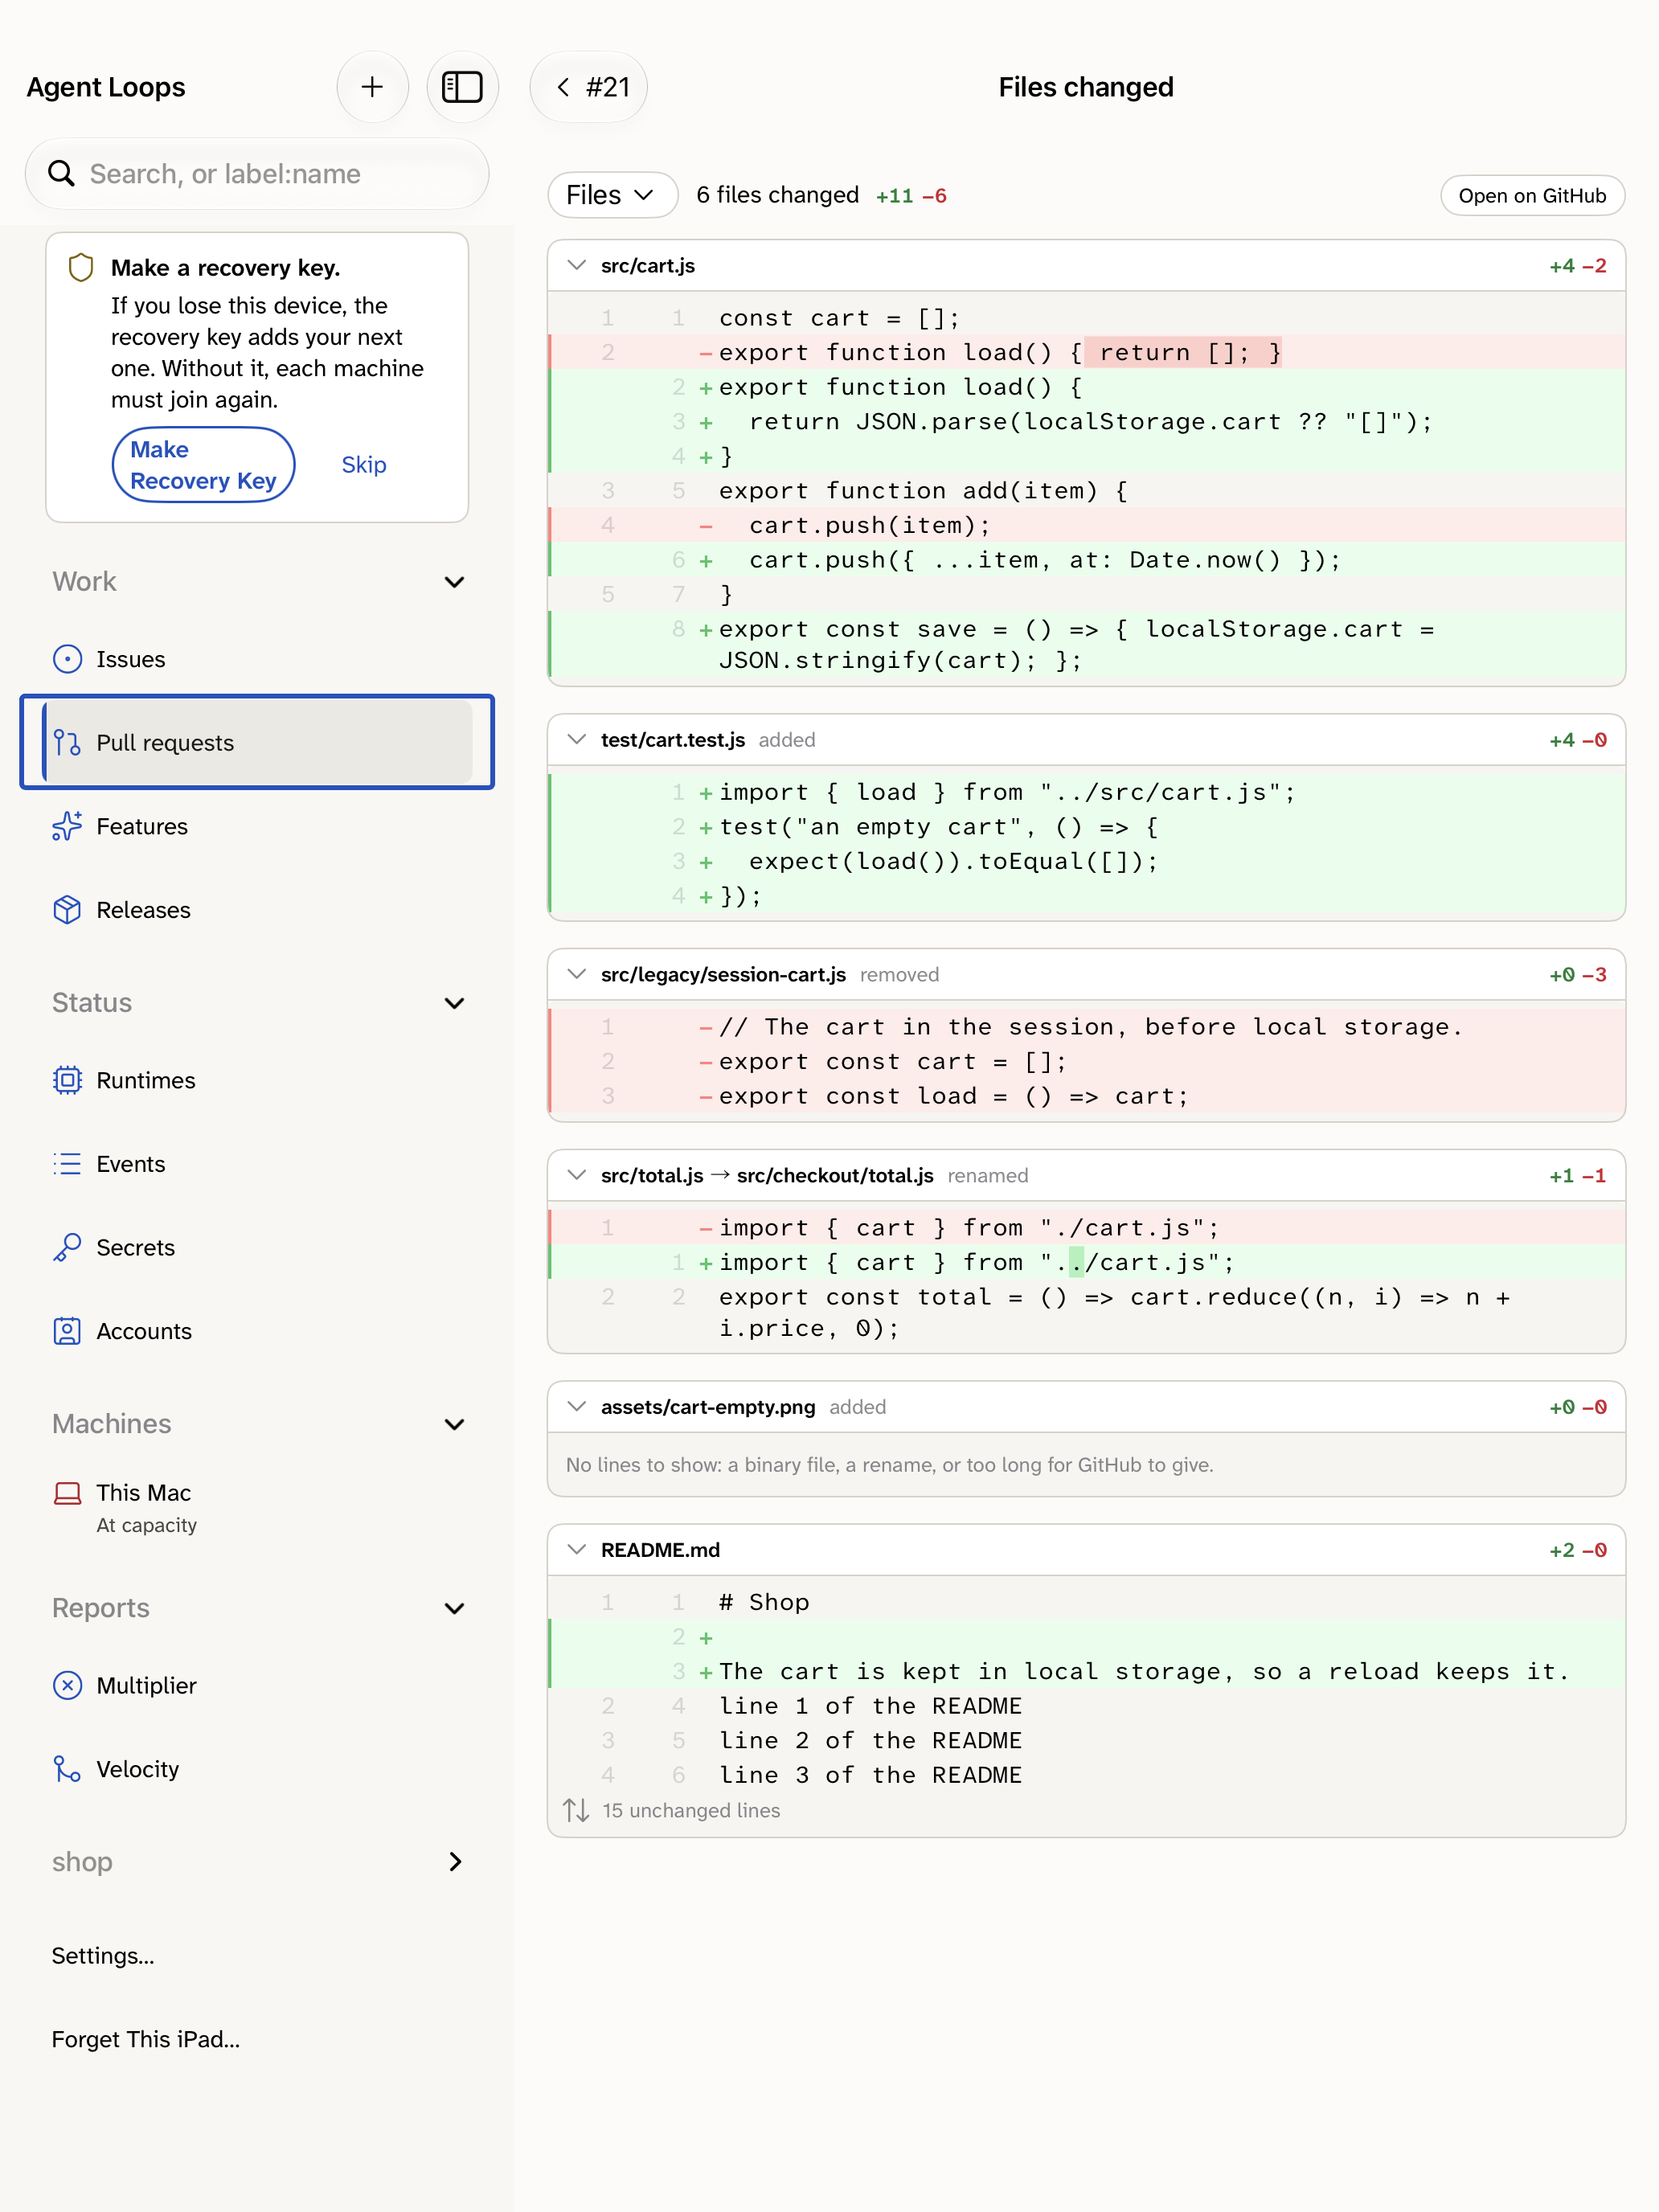 Agent Loops
Search, or label:name
Make a recovery key.
If you lose this device, the
recovery key adds your next
one. Without it, each machine
must join again.
Make
Recovery Key
Skip
Work
Issues
Pull requests
Features
Releases
Status
Runtimes
Events
Secrets
Accounts
Machines
This Mac
At capacity
Reports
Multiplier
Velocity
shop
Settings...
Forget This iPad...
#21
Files changed
Files 6 files changed +11 −6 Open on GitHub
src/cart.js +4 −2
1 1 const cart = [];
2 −export function load() { return []; }
2 +export function load() {
3 +  return JSON.parse(localStorage.cart ?? "[]");
4 +}
3 5 export function add(item) {
4 −  cart.push(item);
6 +  cart.push({ ...item, at: Date.now() });
5 7 }
8 +export const save = () => { localStorage.cart =
JSON.stringify(cart); };
test/cart.test.js added +4 −0
1 +import { load } from "../src/cart.js";
2 +test("an empty cart", () => {
3 +  expect(load()).toEqual([]);
4 +});
src/legacy/session-cart.js removed +0 −3
1 −// The cart in the session, before local storage.
2 −export const cart = [];
3 −export const load = () => cart;
src/total.js → src/checkout/total.js renamed +1 −1
1 −import { cart } from "./cart.js";
1 +import { cart } from "../cart.js";
2 2 export const total = () => cart.reduce((n, i) => n +
i.price, 0);
assets/cart-empty.png added +0 −0
No lines to show: a binary file, a rename, or too long for GitHub to give.
README.md +2 −0
1 1 # Shop
2 +
3 +The cart is kept in local storage, so a reload keeps it.
2 4 line 1 of the README
3 5 line 2 of the README
4 6 line 3 of the README
15 unchanged lines